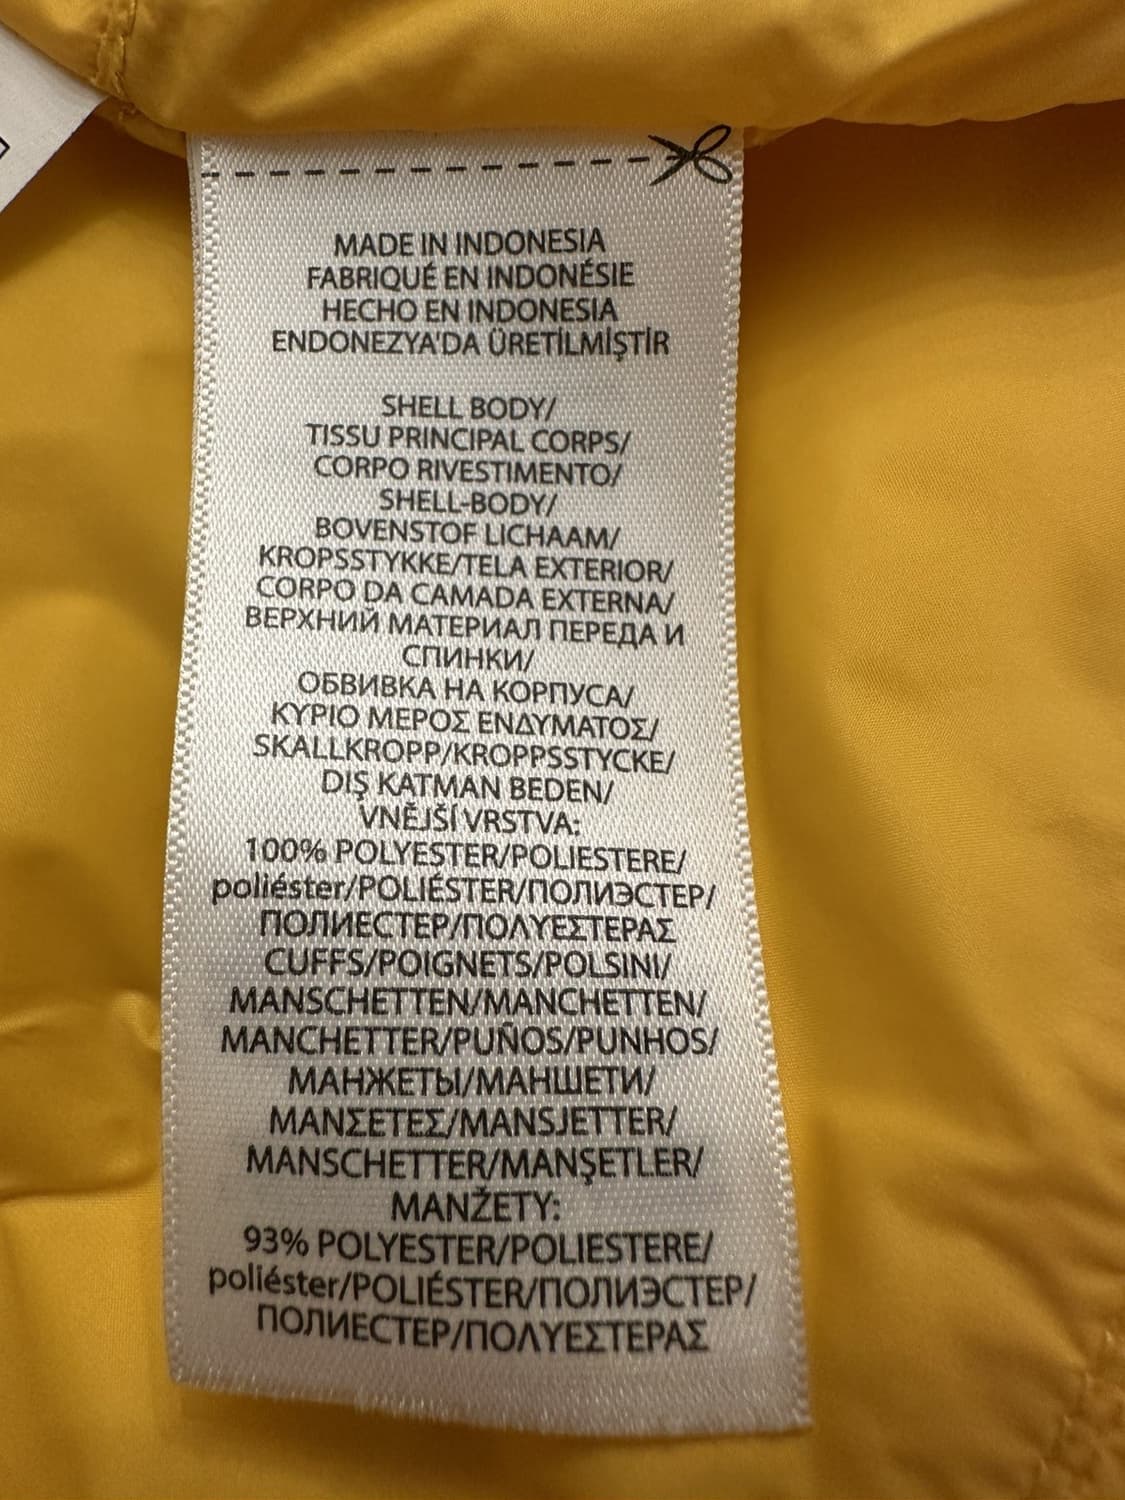 MADE IN INDONESIA
FABRIQUÉ EN INDONÉSIE
HECHO EN INDONESIA
ENDONEZYA'DA ÜRETİLMİŞTİR
SHELL BODY/
TISSU PRINCIPAL CORPS/
CORPO RIVESTIMENTO/
SHELL-BODY/
BOVENSTOF LICHAAM/
KROPSSTYKKE/TELA EXTERIOR/
CORPO DA CAMADA EXTERNA/
ВЕРХНИЙ МАТЕРИАЛ ПЕРЕДА И
СПИНКИ/
ОБВИВКА НА КОРПУСА/
ΚΥΡΙΟ ΜΕΡΟΣ ΕΝΔΥΜΑΤΟΣ/
SKALLKROPP/KROPPSSTYCKE/
DIŞ KATMAN BEDEN/
VNĚJŠÍ VRSTVA:
100% POLYESTER/POLIESTERE/
poliéster/POLIÉSTER/ПОЛИЭСТЕР/
ПОЛИЕСТЕР/ΠΟΛΥΕΣΤΕΡΑΣ
CUFFS/POIGNETS/POLSINI/
MANSCHETTEN/MANCHETTEN/
MANCHETTER/PUÑOS/PUNHOS/
МАНЖЕТЫ/МАНШЕТИ/
ΜΑΝΣΕΤΕΣ/MANSJETTER/
MANSCHETTER/MANŞETLER/
MANŽETY:
93% POLYESTER/POLIESTERE/
poliéster/POLIÉSTER/ПОЛИЭСТЕР/
ПОЛИЕСТЕР/ΠΟΛΥΕΣΤΕΡΑΣ